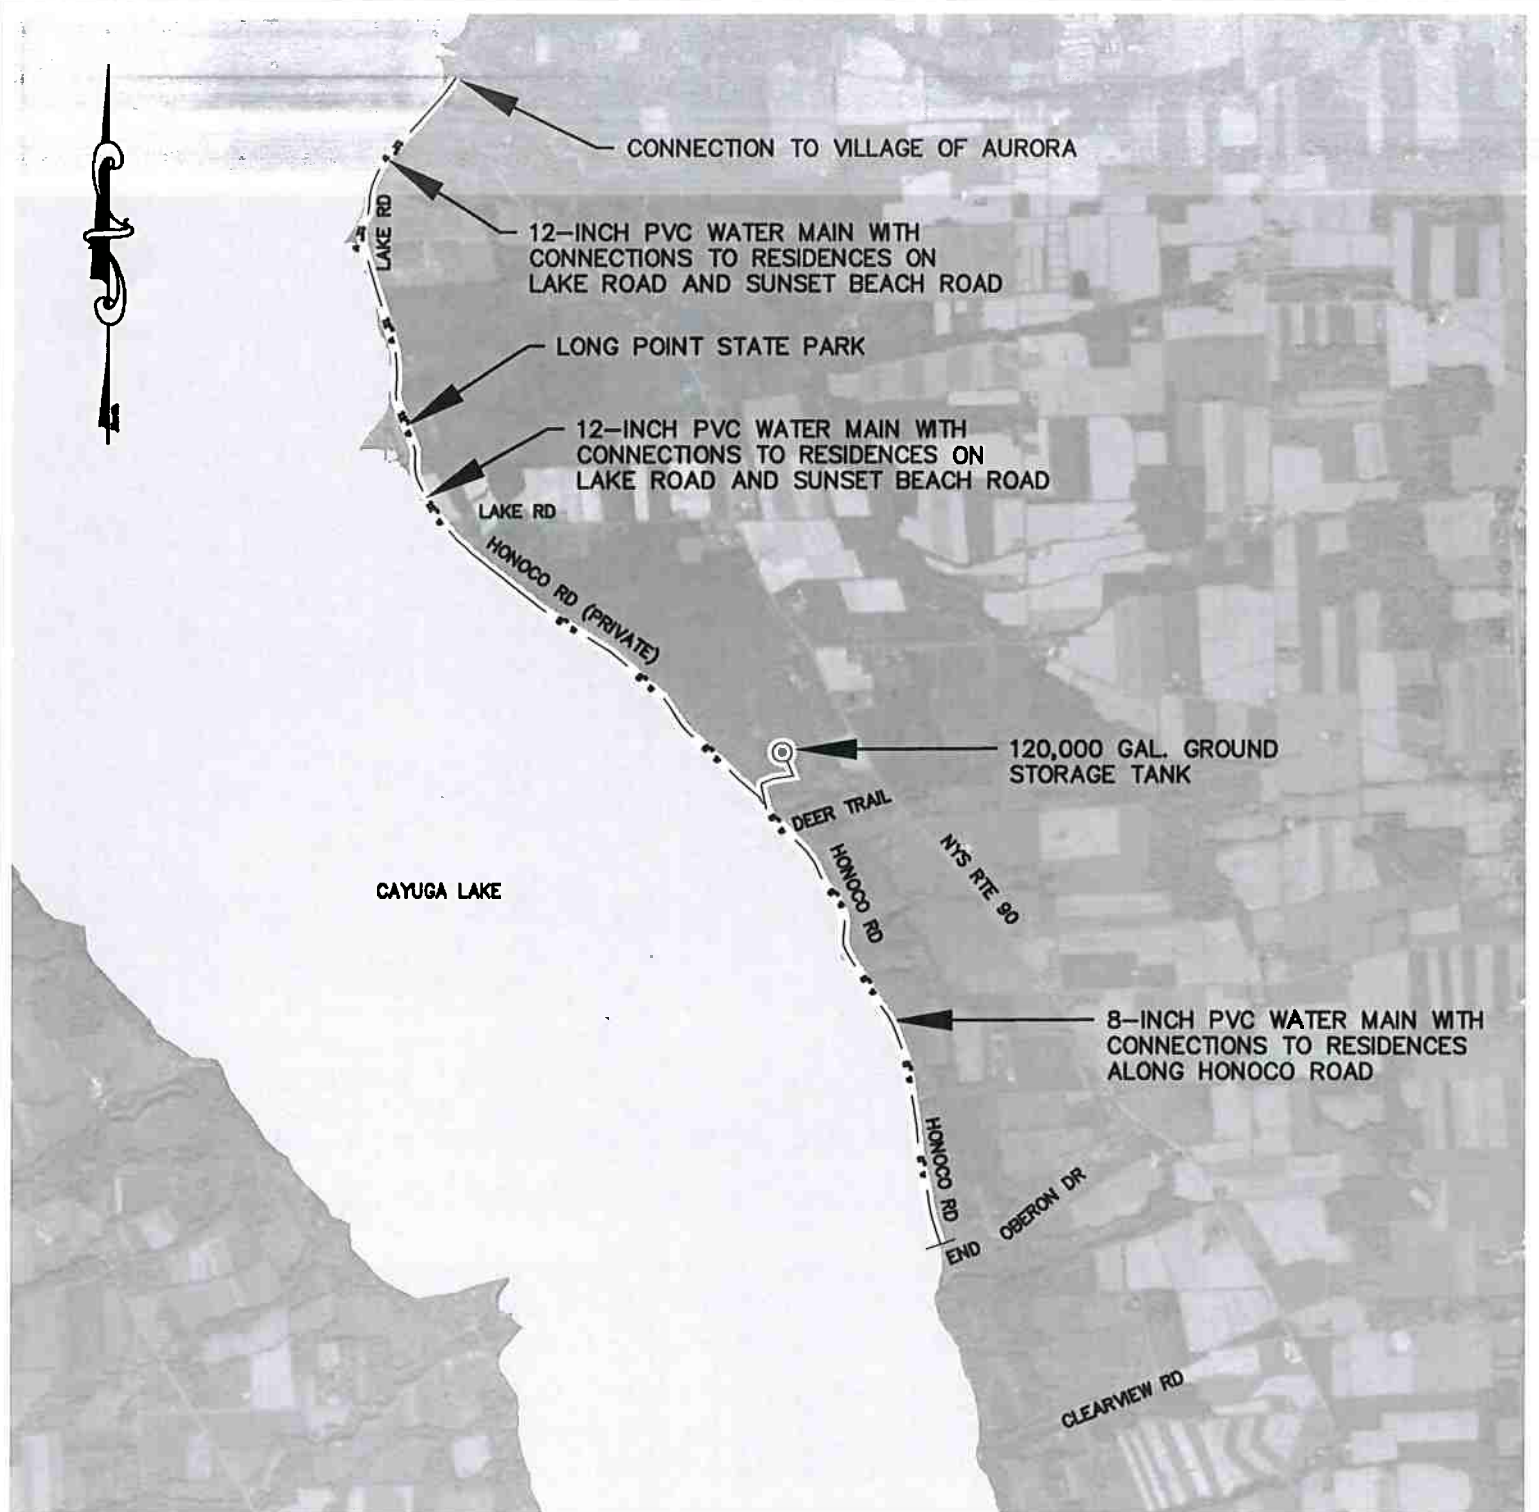 CONNECTION TO VILLAGE OF AURORA
LAKE RD
12-INCH PVC WATER MAIN WITH
CONNECTIONS TO RESIDENCES ON
LAKE ROAD AND SUNSET BEACH ROAD
LONG POINT STATE PARK
12-INCH PVC WATER MAIN WITH
CONNECTIONS TO RESIDENCES ON
LAKE ROAD AND SUNSET BEACH ROAD
LAKE RD
HONOCO RD (PRIVATE)
120,000 GAL. GROUND
STORAGE TANK
DEER TRAIL
HONOCO RD
NYS RTE 90
CAYUGA LAKE
8-INCH PVC WATER MAIN WITH
CONNECTIONS TO RESIDENCES
ALONG HONOCO ROAD
HONOCO RD
END
OBERON DR
CLEARVIEW RD